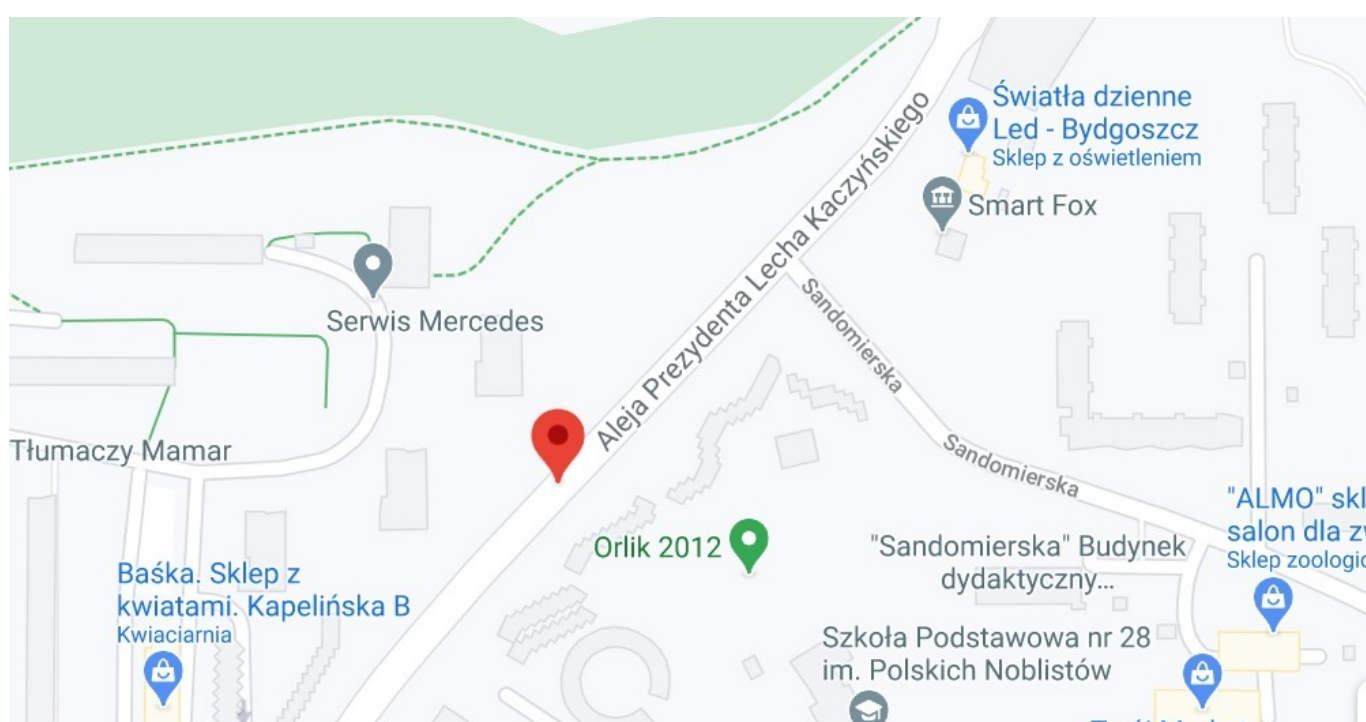 Światła dzienne
Led - Bydgoszcz
Sklep z oświetleniem
Smart Fox
Aleja Prezydenta Lecha Kaczyńskiego
Sandomierska
Serwis Mercedes
Sandomierska
Tłumaczy Mamar
"ALMO" skl
salon dla zw
Sklep zoologic
Orlik 2012
"Sandomierska" Budynek
dydaktyczny...
Baśka. Sklep z
kwiatami. Kapelińska B
Kwiaciarnia
Szkoła Podstawowa nr 28
im. Polskich Noblistów